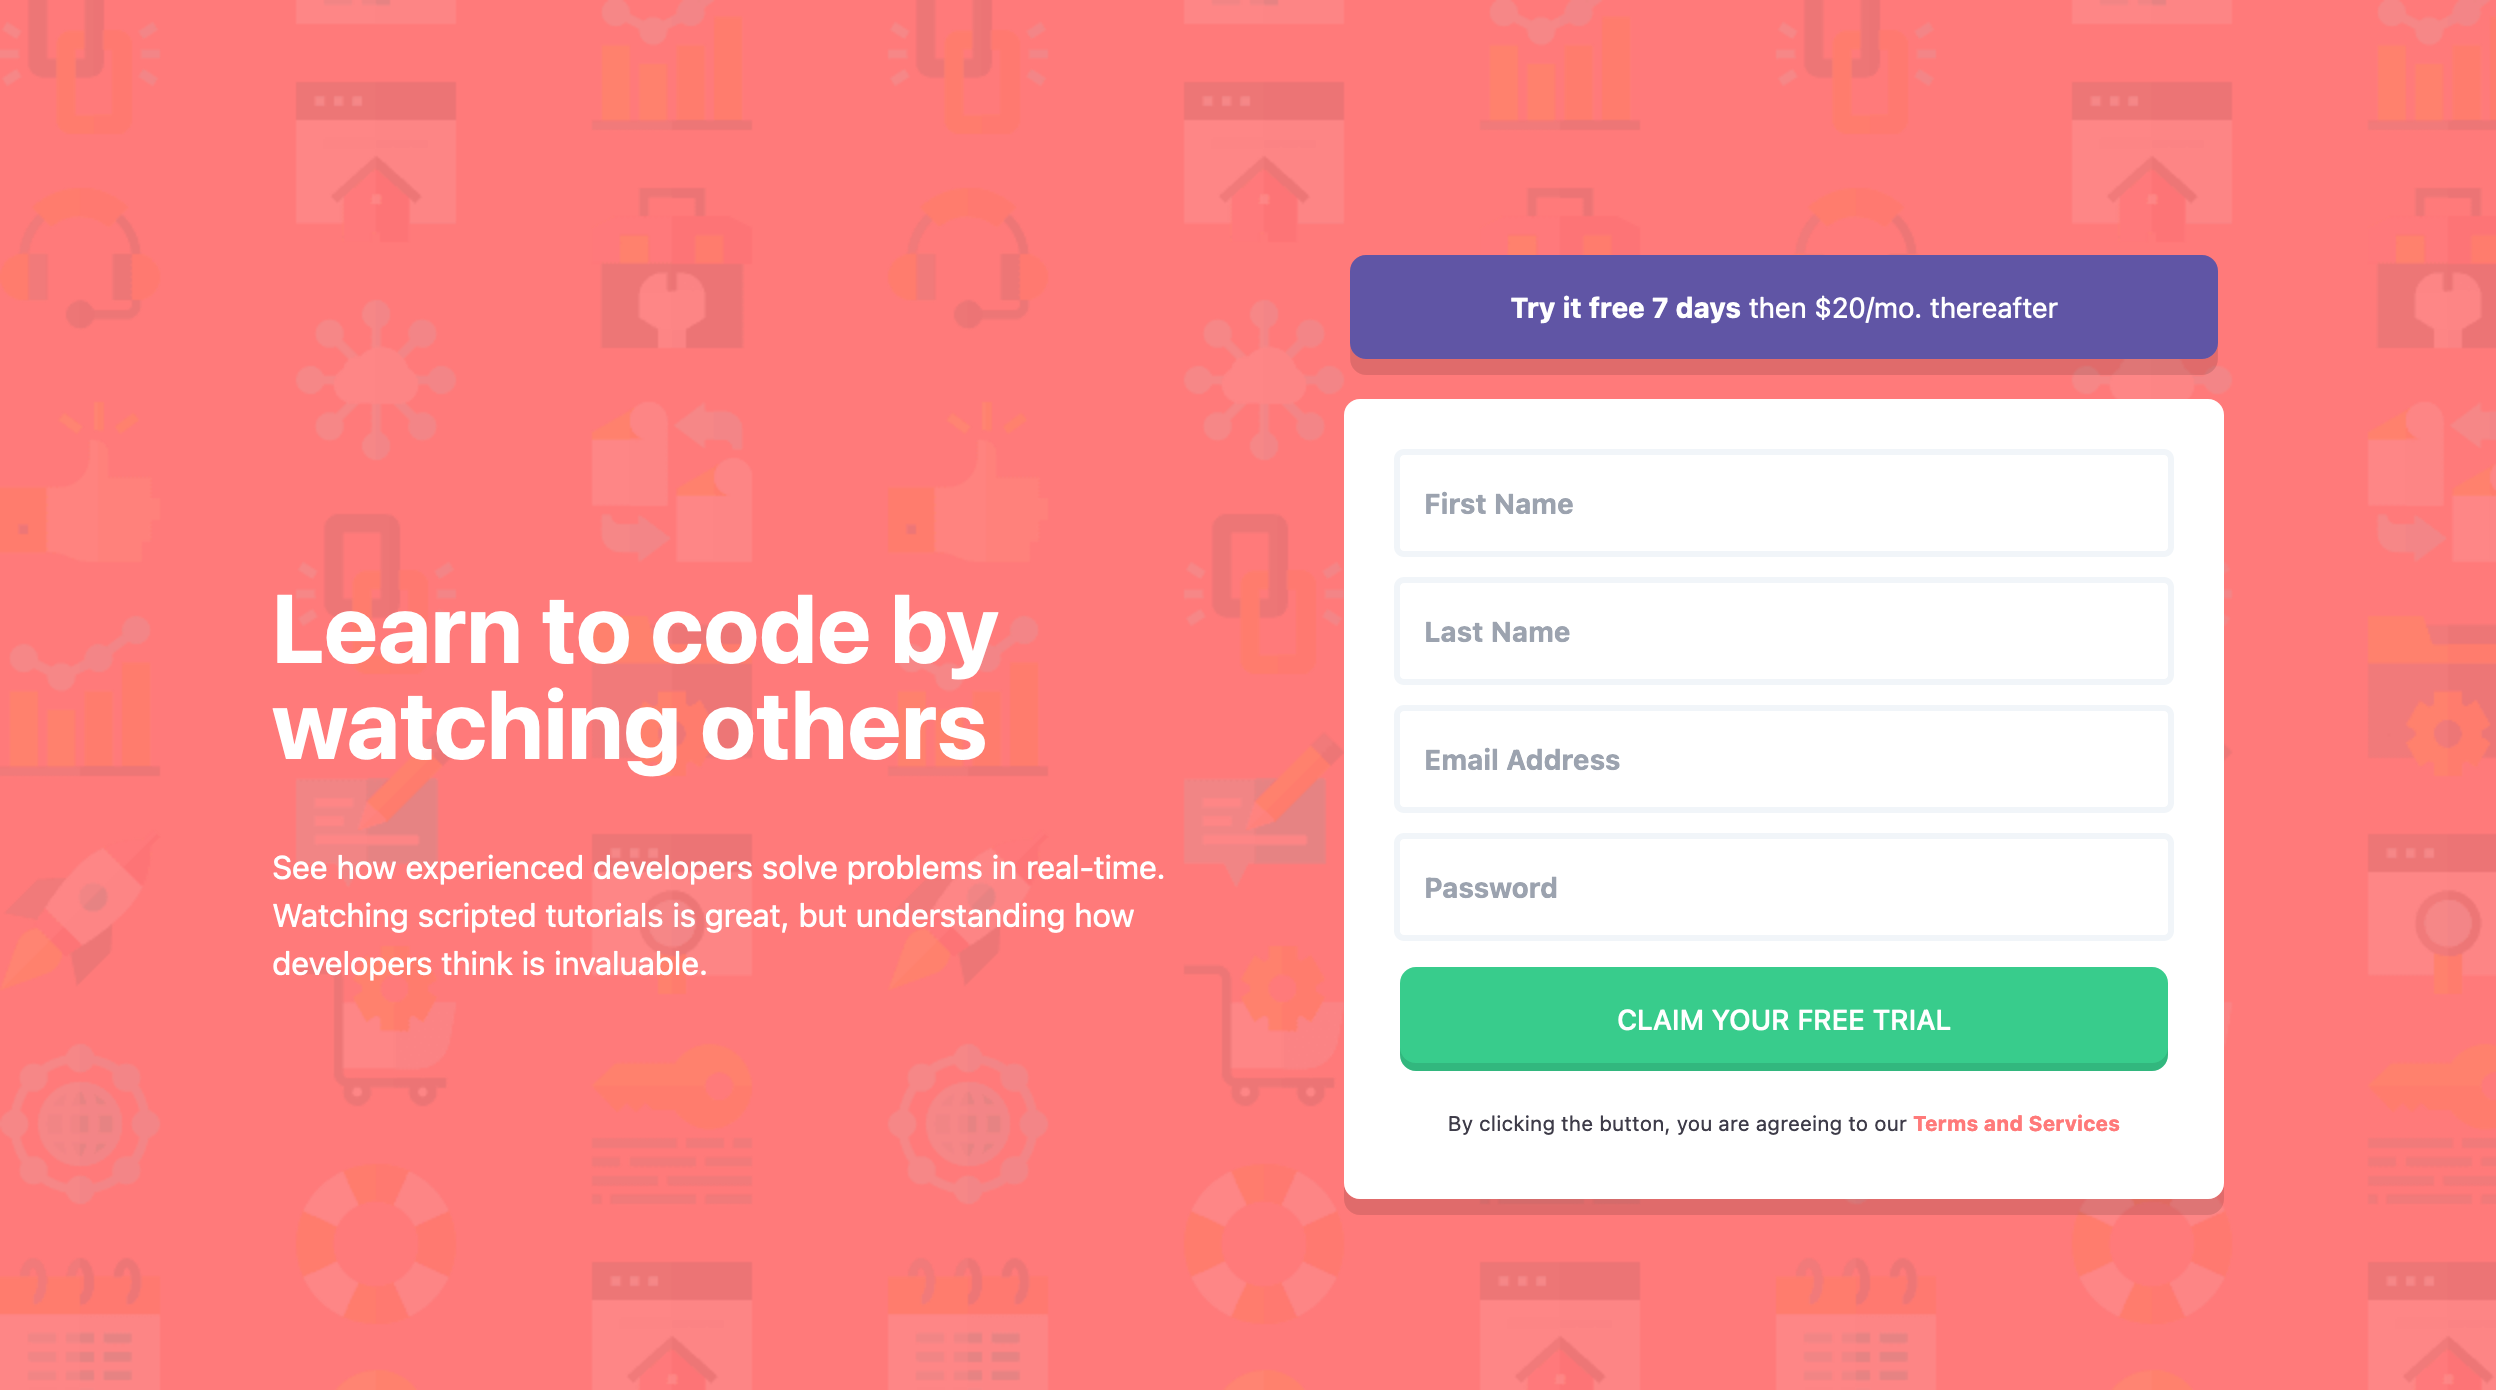 Learn to code by
watching others
See how experienced developers solve problems in real-time.
Watching scripted tutorials is great, but understanding how
developers think is invaluable.
Try it free 7 days then $20/mo. thereafter
First Name
Last Name
Email Address
Password
CLAIM YOUR FREE TRIAL
By clicking the button, you are agreeing to our Terms and Services